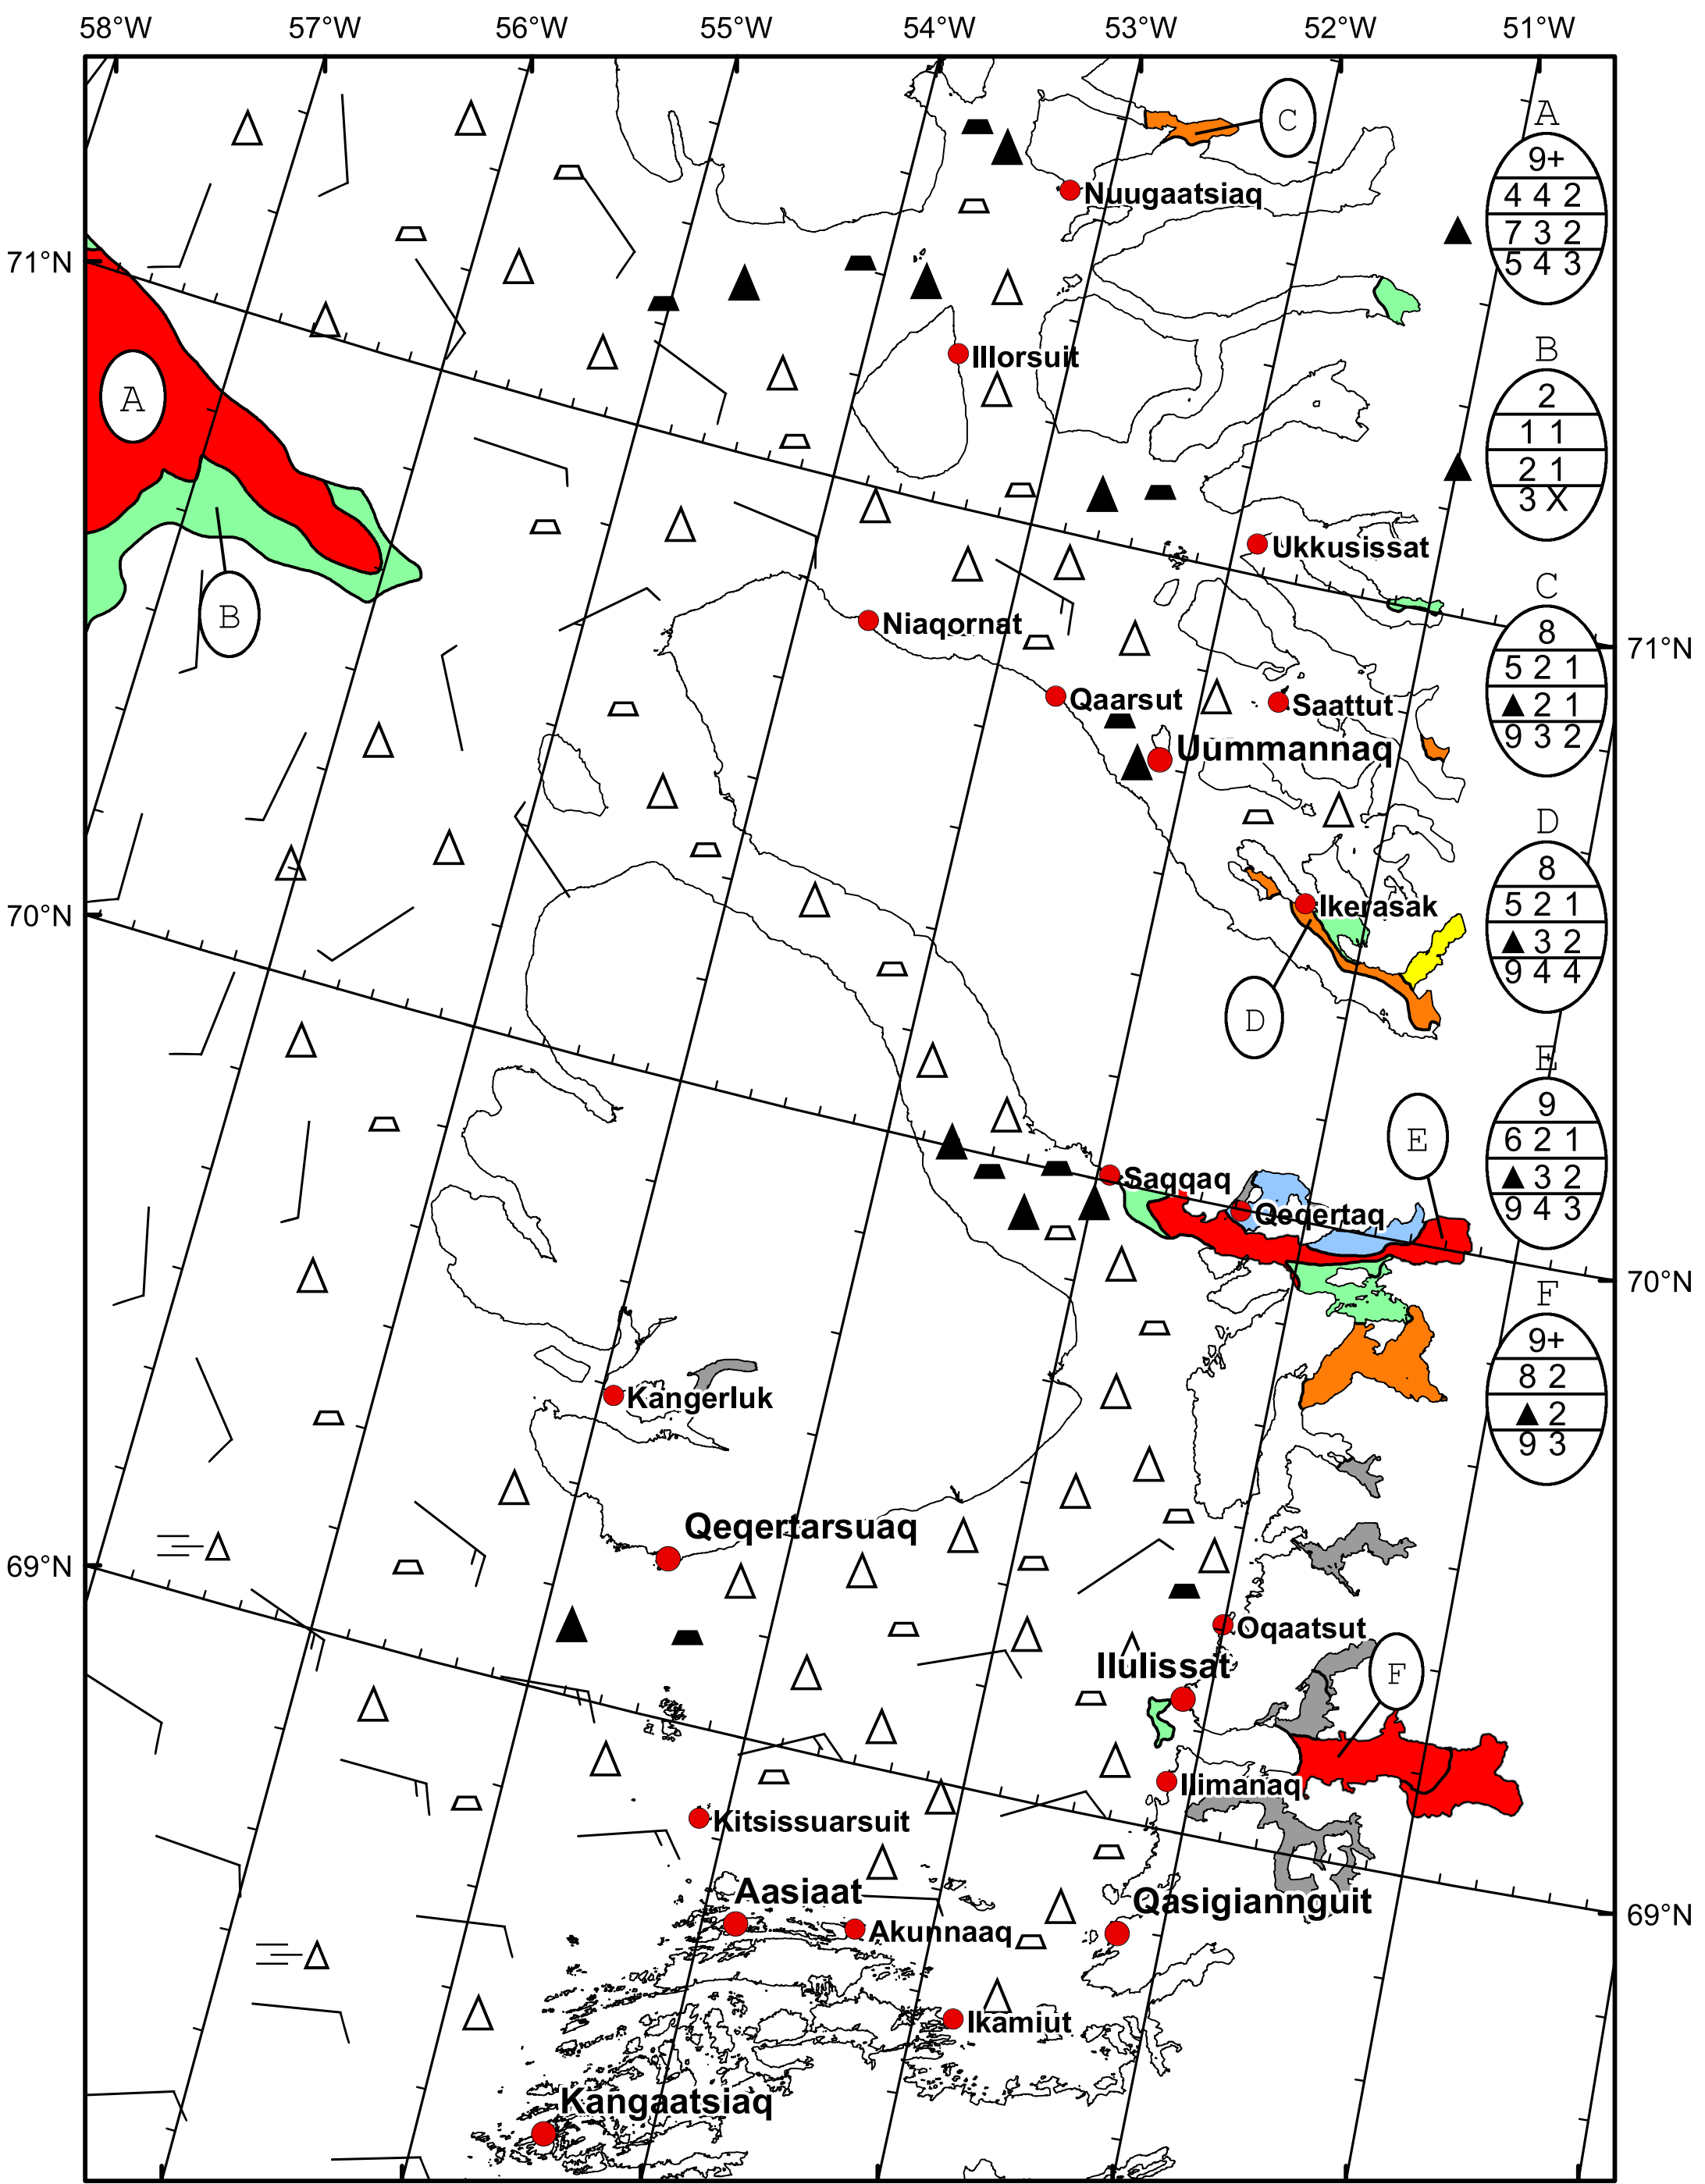 58°W 57°W 56°W 55°W 54°W 53°W 52°W 51°W
C
A
9+
4 4 2
7 3 2
5 4 3
Nuugaatsiaq
71°N
Illorsuit
A
B
2
1 1
2 1
3 X
Ukkusissat
B
Niaqornat
C
8
5 2 1
▲ 2 1
9 3 2
71°N
Qaarsut
Saattut
Uummannaq
D
8
5 2 1
▲ 3 2
9 4 4
70°N
Ikerasak
D
E
9
6 2 1
▲ 3 2
9 4 3
E
Saqqaq
Qeqertaq
70°N
F
9+
8 2
▲ 2
9 3
Kangerluk
Qeqertarsuaq
69°N
Oqaatsut
Ilulissat
F
Ilimanaq
Kitsissuarsuit
Aasiaat
Qasigiannguit
69°N
Akunnaaq
Ikamiut
Kangaatsiaq